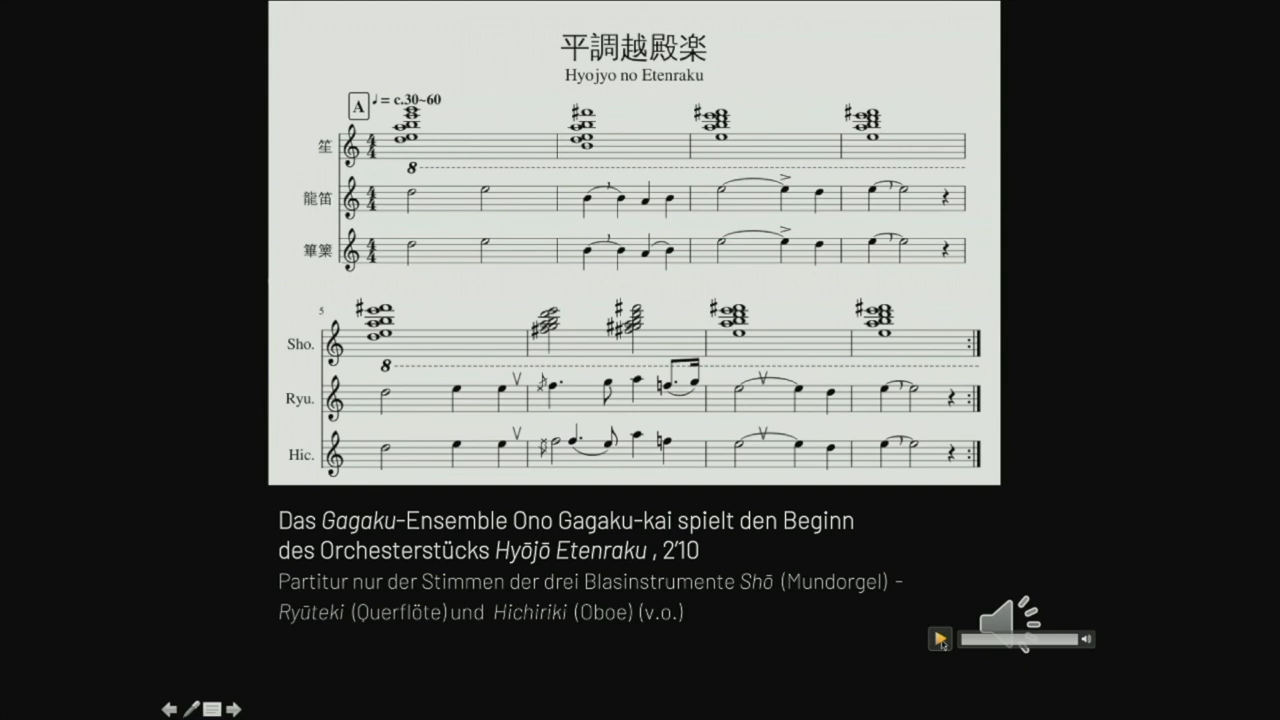 平調越殿楽
Hyojyo no Etenraku
A ♩= c.30~60
笙
8
龍笛
篳篥
5
Sho.
8
Ryu.
Hic.
Das Gagaku-Ensemble Ono Gagaku-kai spielt den Beginn
des Orchesterstücks Hyōjō Etenraku , 2’10
Partitur nur der Stimmen der drei Blasinstrumente Shō (Mundorgel) -
Ryūteki (Querflöte) und Hichiriki (Oboe) (v.o.)